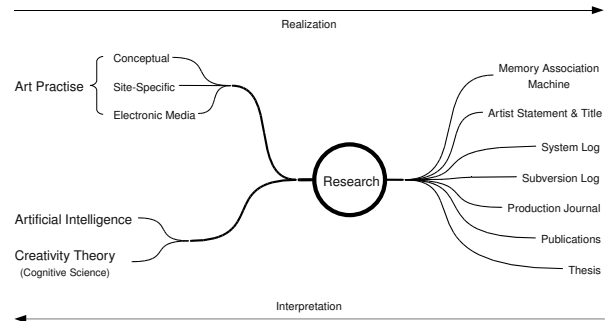 Realization
Conceptual
Art Practise
Site-Specific
Electronic Media
Artificial Intelligence
Creativity Theory
(Cognitive Science)
Research
Memory Association
Machine
Artist Statement & Title
System Log
Subversion Log
Production Journal
Publications
Thesis
Interpretation